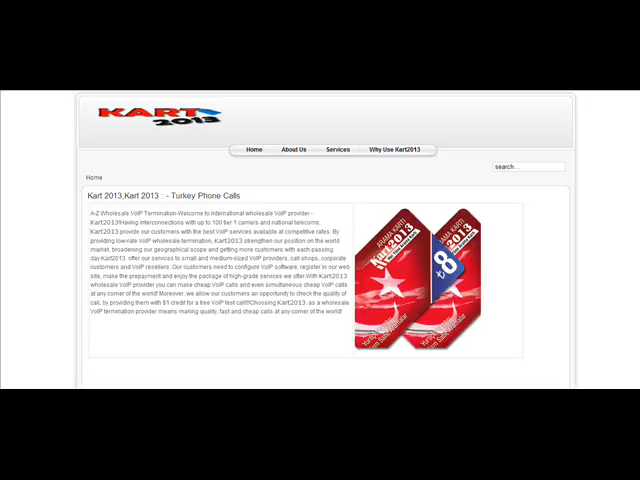 KART
2013
Home About Us Services Why Use Kart2013
search...
Home
Kart 2013,Kart 2013 : - Turkey Phone Calls
A-Z Wholesale VoIP Termination-Welcome to international wholesale VoIP provider -
Kart2013!Having interconnections with up to 100 tier 1 carriers and national telecoms,
Kart2013 provide our customers with the best VoIP services available at competitive rates. By
providing low-rate VoIP wholesale termination, Kart2013 strengthen our position on the world
market, broadening our geographical scope and getting more customers with each passing
day.Kart2013 offer our services to small and medium-sized VoIP providers, call shops, corporate
customers and VoIP resellers. Our customers need to configure VoIP software, register in our web
site, make the prepayment and enjoy the package of high-grade services we offer.With Kart2013
wholesale VoIP provider you can make cheap VoIP calls and even simultaneous cheap VoIP calls
at any corner of the world! Moreover, we allow our customers an opportunity to check the quality of
call, by providing them with $1 credit for a free VoIP test call!!!Choosing Kart2013 as a wholesale
VoIP termination provider means making quality, fast and cheap calls at any corner of the world!
ARAMA KARTI
Kart2013
ARAMA KARTI
2013
₺8